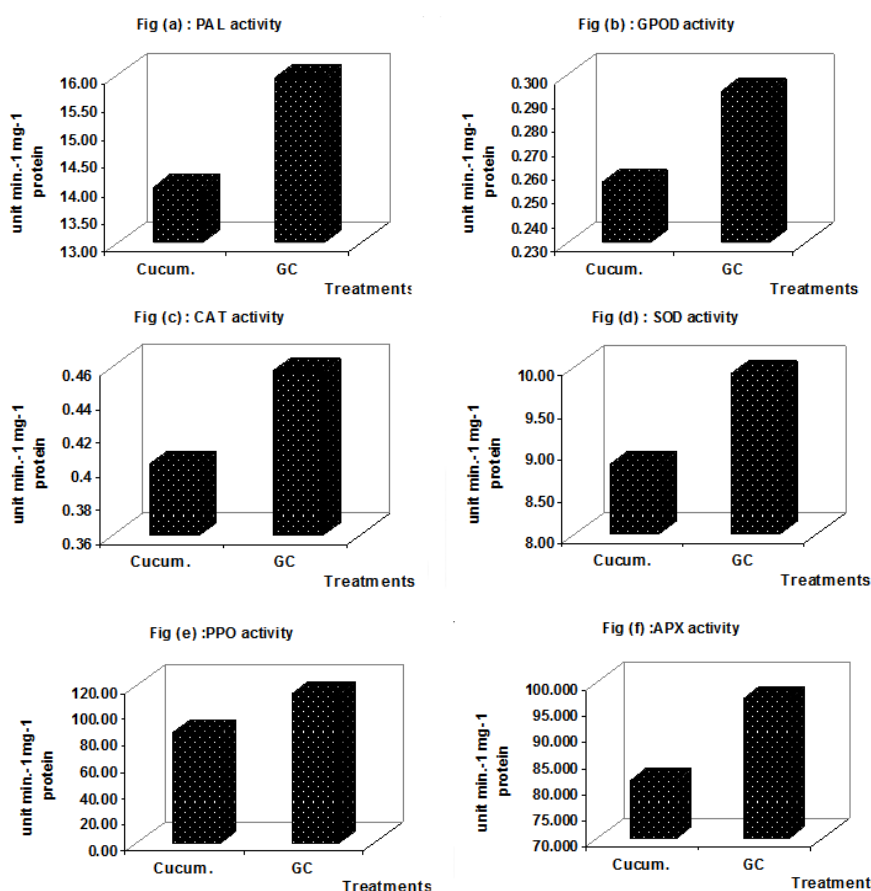 Fig (a) : PAL activity
unit min.-1 mg-1
protein
16.00
15.50
15.00
14.50
14.00
13.50
13.00
Cucum.
GC
Treatments
Fig (b) : GPOD activity
unit min.-1 mg-1
protein
0.300
0.290
0.280
0.270
0.260
0.250
0.240
0.230
Cucum.
GC
Treatments
Fig (c) : CAT activity
unit min.-1 mg-1
protein
0.46
0.44
0.42
0.4
0.38
0.36
Cucum.
GC
Treatments
Fig (d) : SOD activity
unit min.-1 mg-1
protein
10.00
9.50
9.00
8.50
8.00
Cucum.
GC
Treatments
Fig (e) :PPO activity
unit min.-1 mg-1
protein
120.00
100.00
80.00
60.00
40.00
20.00
0.00
Cucum.
GC
Treatments
Fig (f) :APX activity
unit min.-1 mg-1
protein
100.000
95.000
90.000
85.000
80.000
75.000
70.000
Cucum.
GC
Treatment